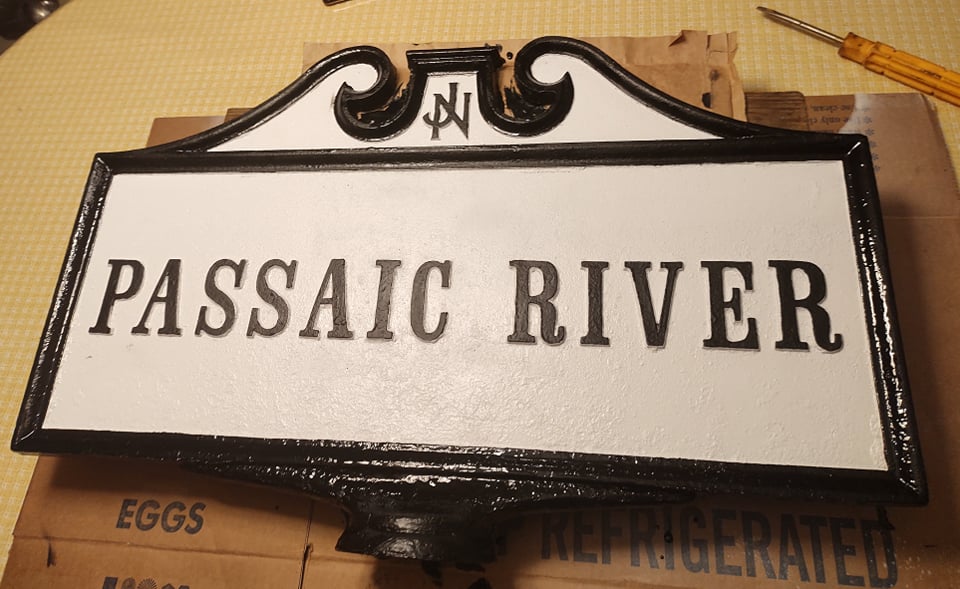 NJ
PASSAIC RIVER
EGGS
REFRIGERATED